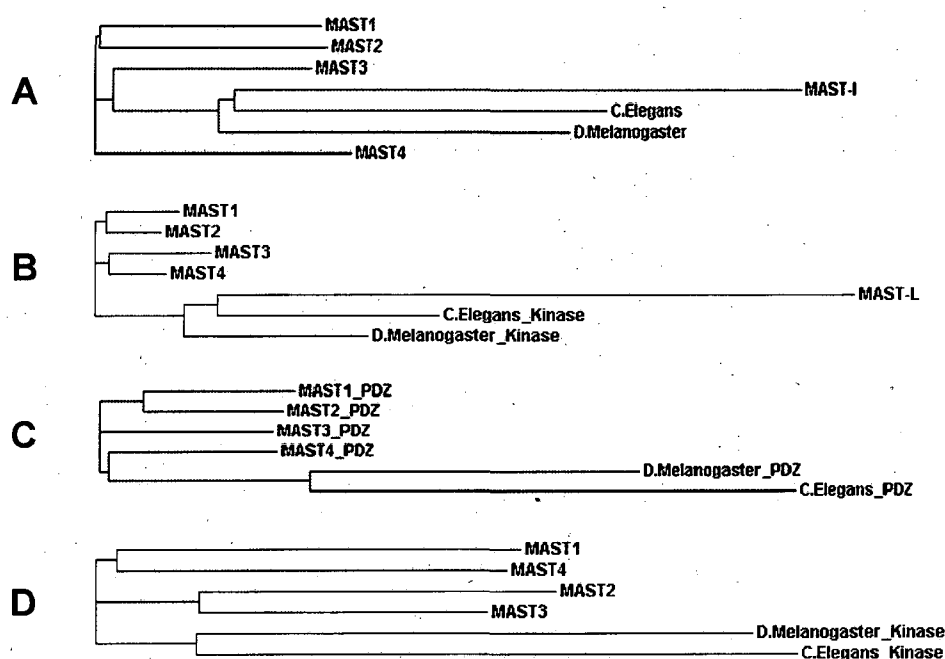 A
MAST1
MAST2
MAST3
MAST-l
C.Elegans
D.Melanogaster
MAST4
B
MAST1
MAST2
MAST3
MAST4
MAST-L
C.Elegans_Kinase
D.Melanogaster_Kinase
C
MAST1_PDZ
MAST2_PDZ
MAST3_PDZ
MAST4_PDZ
D.Melanogaster_PDZ
C.Elegans_PDZ
D
MAST1
MAST4
MAST2
MAST3
D.Melanogaster_Kinase
C.Elegans_Kinase